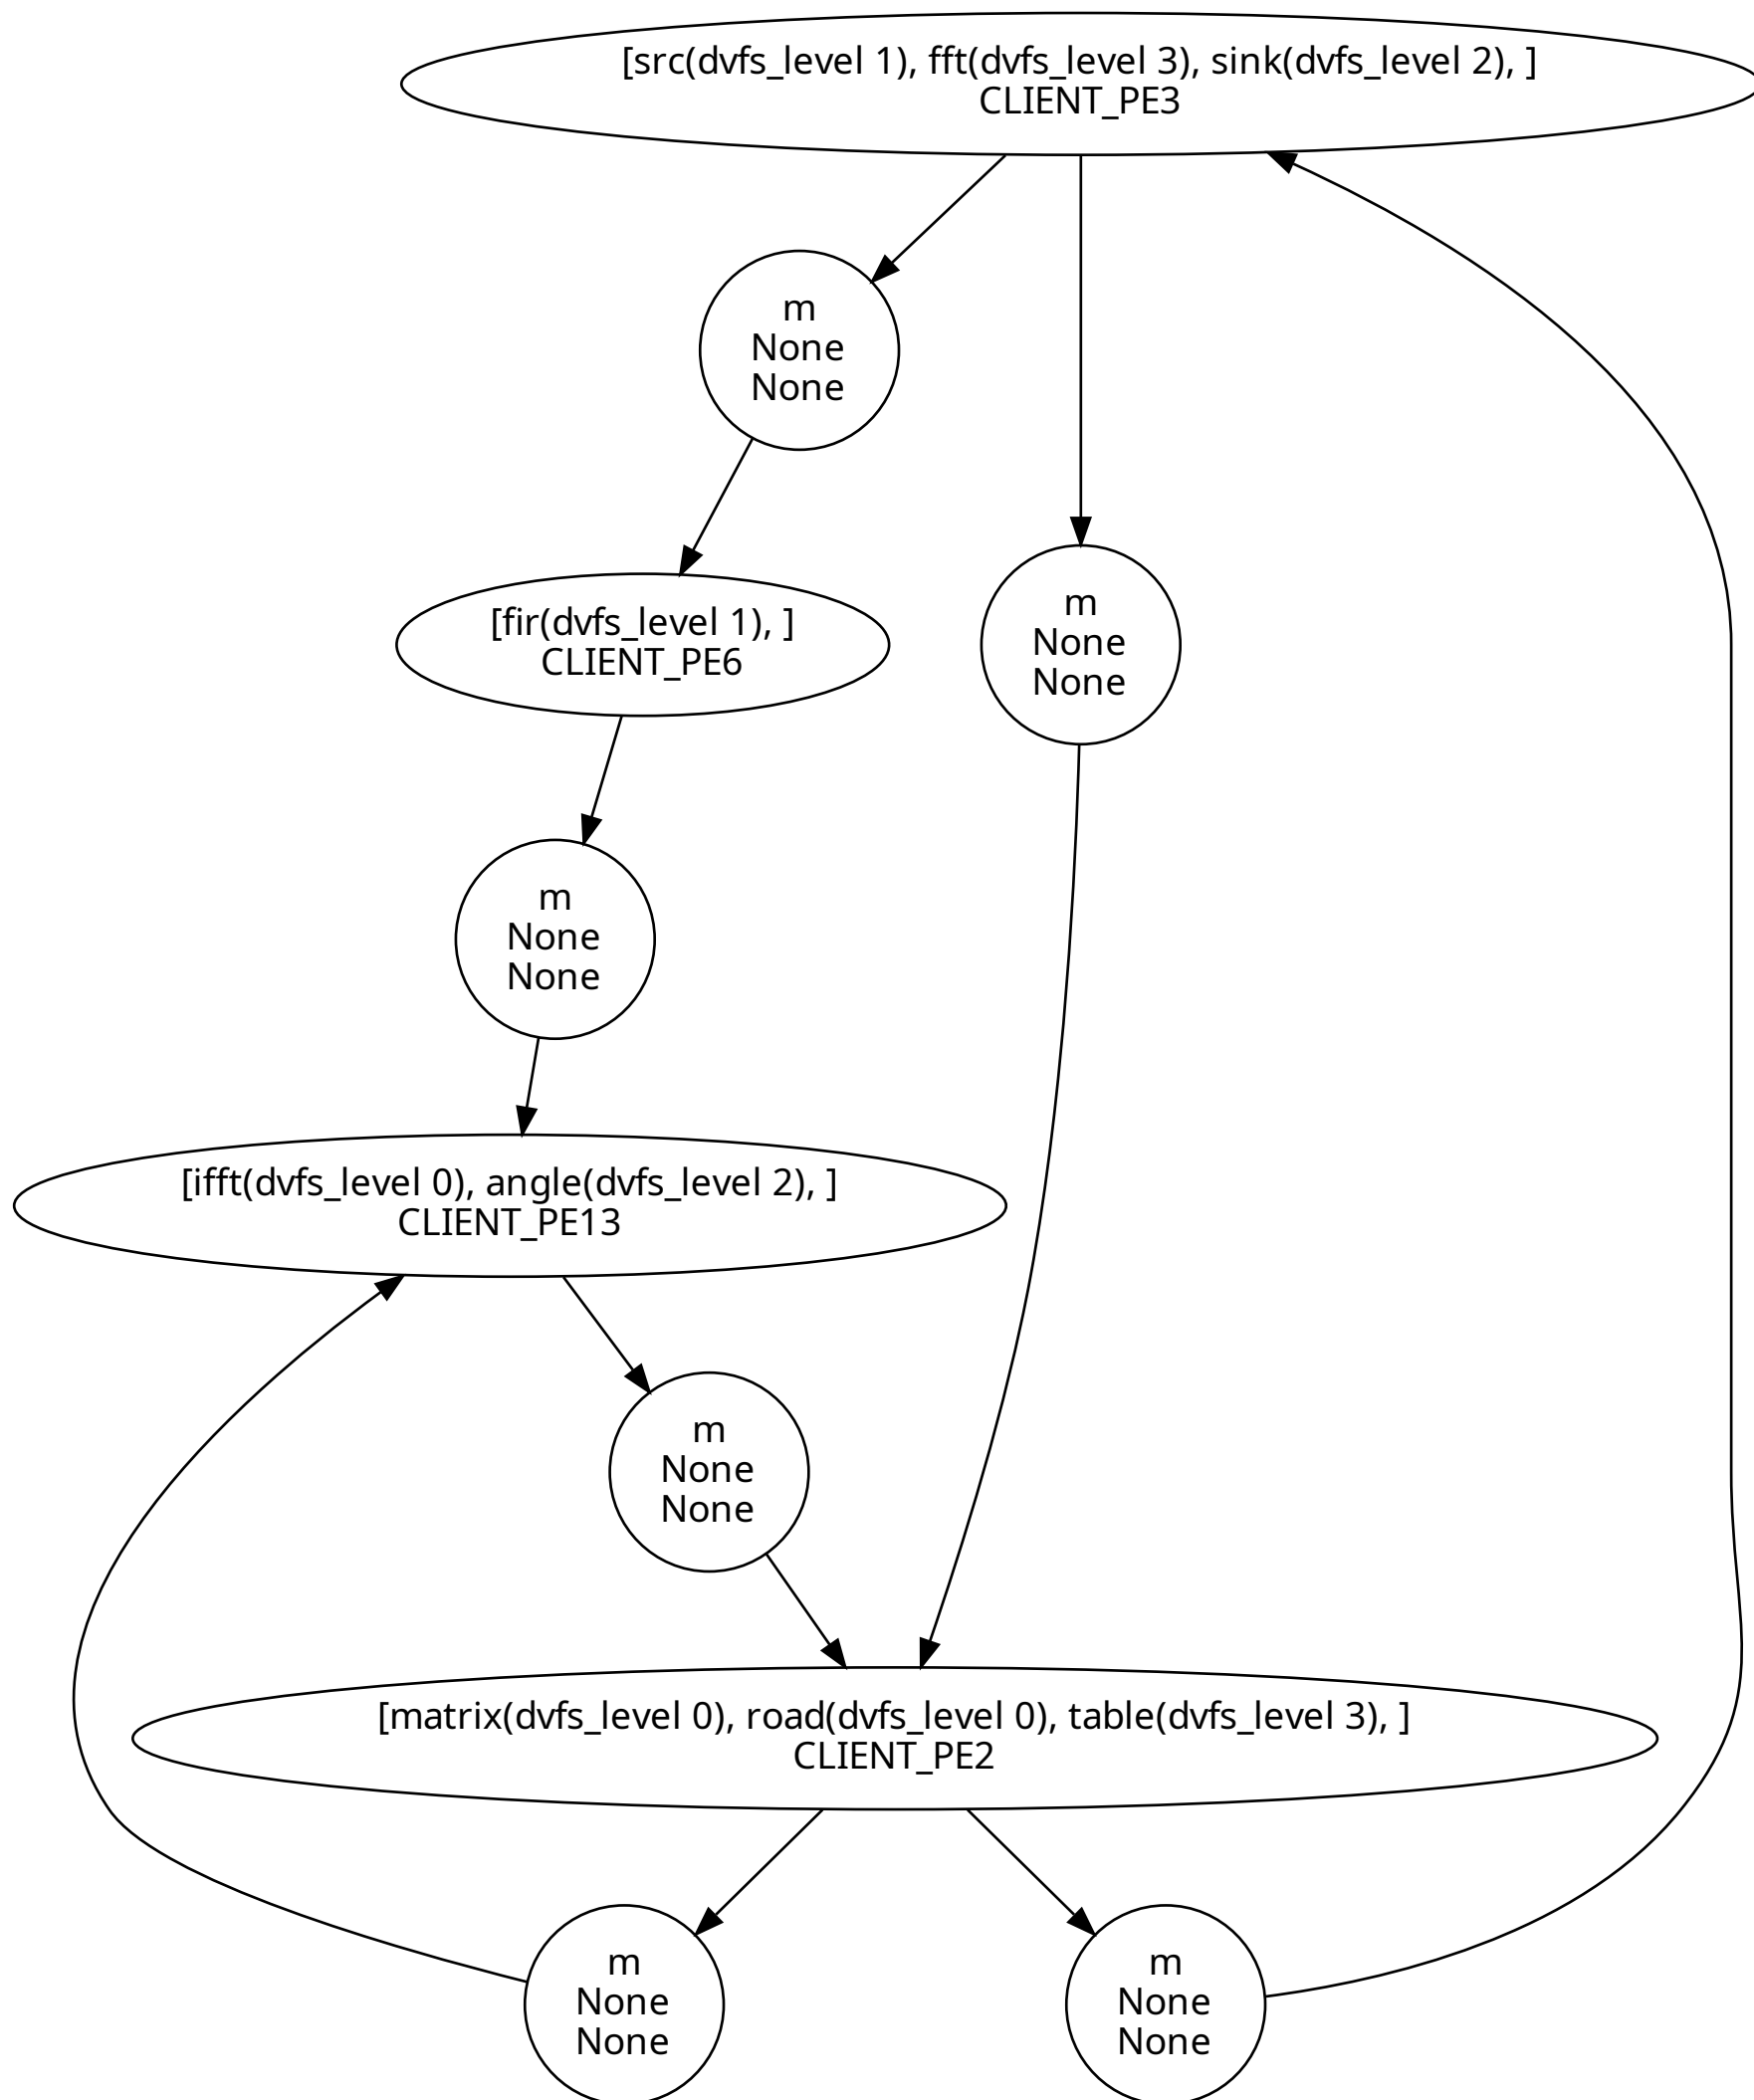 [src(dvfs_level 1), fft(dvfs_level 3), sink(dvfs_level 2), ]
CLIENT_PE3
m
None
None
[fir(dvfs_level 1), ]
CLIENT_PE6
m
None
None
m
None
None
[ifft(dvfs_level 0), angle(dvfs_level 2), ]
CLIENT_PE13
m
None
None
[matrix(dvfs_level 0), road(dvfs_level 0), table(dvfs_level 3), ]
CLIENT_PE2
m
None
None
m
None
None